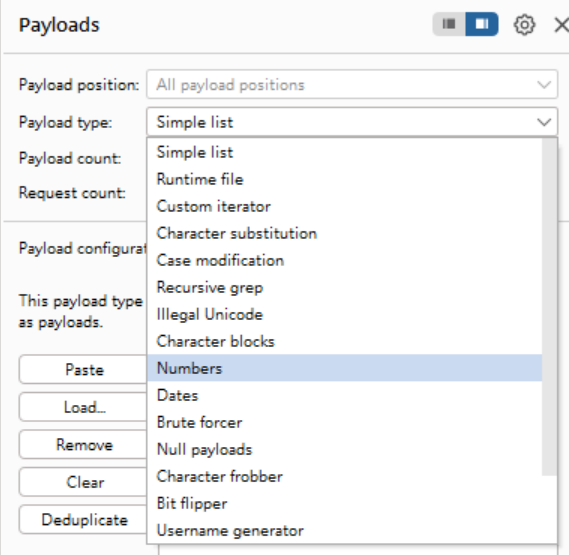 Payloads
Payload position: All payload positions
Payload type: Simple list
Payload count:
Request count:
Simple list
Runtime file
Custom iterator
Character substitution
Case modification
Recursive grep
Illegal Unicode
Character blocks
Numbers
Dates
Brute forcer
Null payloads
Character frobber
Bit flipper
Username generator
Payload configurat
This payload type
as payloads.
Paste
Load...
Remove
Clear
Deduplicate